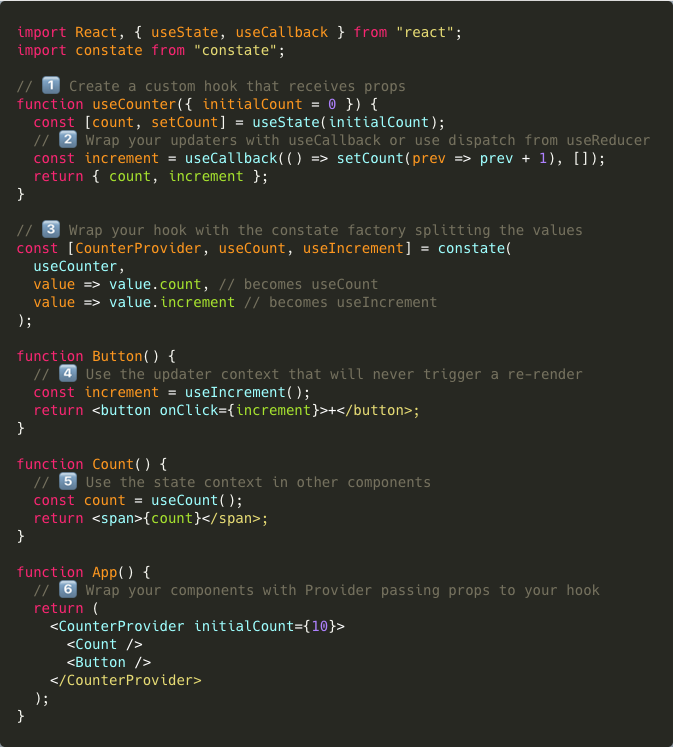 import React, { useState, useCallback } from "react";
import constate from "constate";

// 1️⃣ Create a custom hook that receives props
function useCounter({ initialCount = 0 }) {
  const [count, setCount] = useState(initialCount);
  // 2️⃣ Wrap your updaters with useCallback or use dispatch from useReducer
  const increment = useCallback(() => setCount(prev => prev + 1), []);
  return { count, increment };
}

// 3️⃣ Wrap your hook with the constate factory splitting the values
const [CounterProvider, useCount, useIncrement] = constate(
  useCounter,
  value => value.count, // becomes useCount
  value => value.increment // becomes useIncrement
);

function Button() {
  // 4️⃣ Use the updater context that will never trigger a re-render
  const increment = useIncrement();
  return <button onClick={increment}>+</button>;
}

function Count() {
  // 5️⃣ Use the state context in other components
  const count = useCount();
  return <span>{count}</span>;
}

function App() {
  // 6️⃣ Wrap your components with Provider passing props to your hook
  return (
    <CounterProvider initialCount={10}>
      <Count />
      <Button />
    </CounterProvider>
  );
}